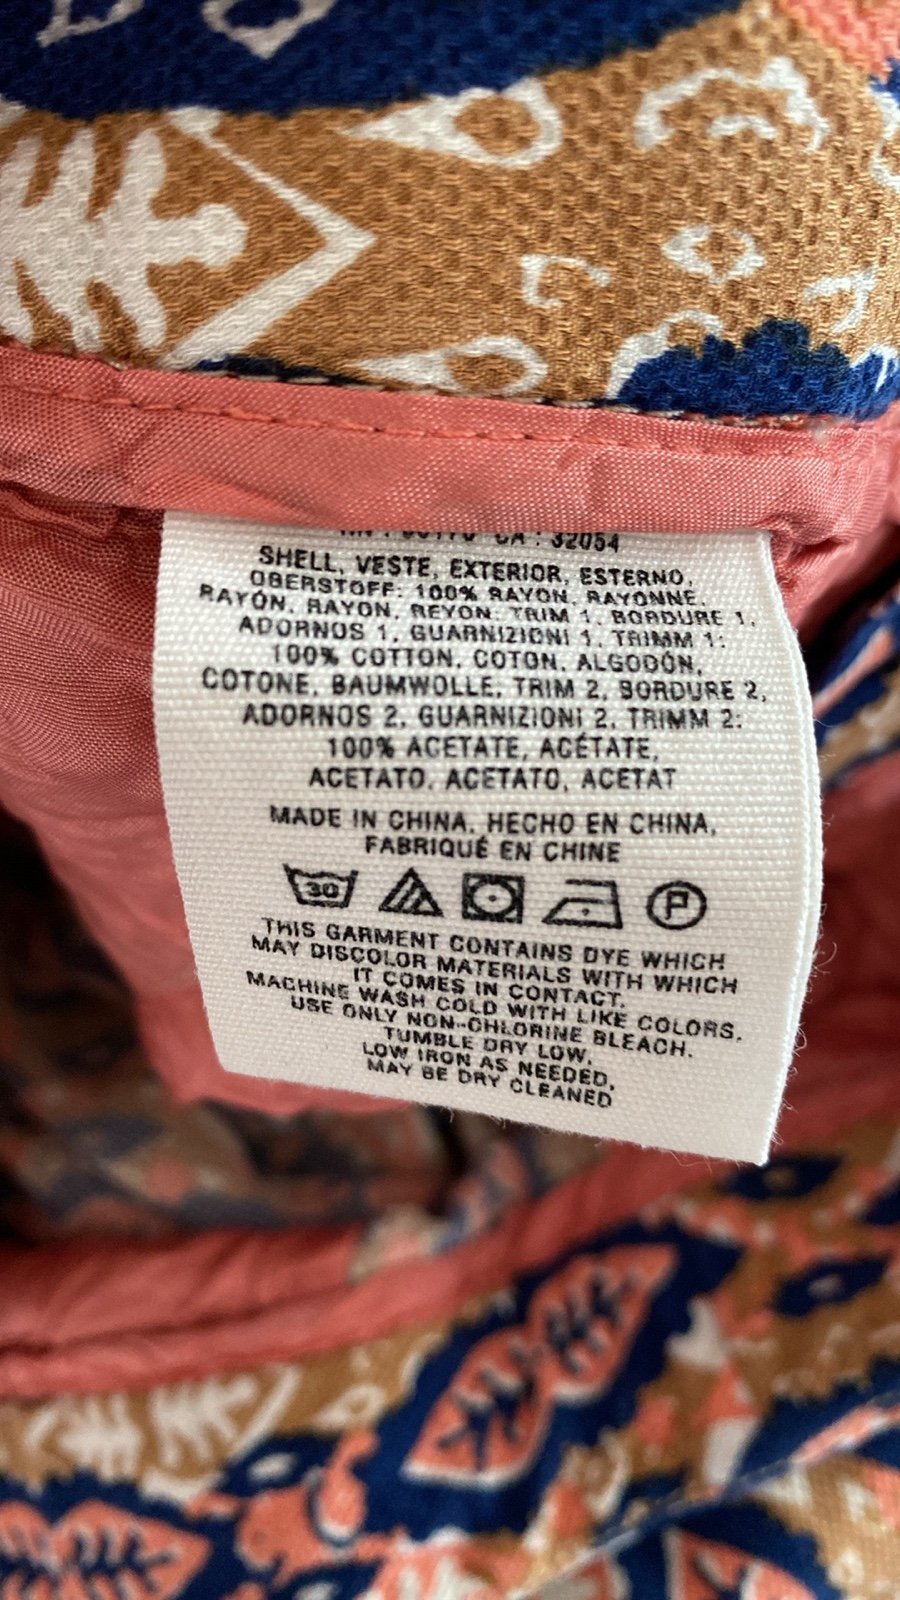 CA : 32054
SHELL, VESTE, EXTERIOR, ESTERNO,
OBERSTOFF: 100% RAYON, RAYONNE,
RAYÓN, RAYON, REYON; TRIM 1, BORDURE 1,
ADORNOS 1, GUARNIZIONI 1, TRIMM 1:
100% COTTON, COTON, ALGODÓN,
COTONE, BAUMWOLLE, TRIM 2, BORDURE 2,
ADORNOS 2, GUARNIZIONI 2, TRIMM 2:
100% ACETATE, ACÉTATE,
ACETATO, ACETATO, ACETAT
MADE IN CHINA, HECHO EN CHINA,
FABRIQUÉ EN CHINE
30 P
THIS GARMENT CONTAINS DYE WHICH
MAY DISCOLOR MATERIALS WITH WHICH
IT COMES IN CONTACT.
MACHINE WASH COLD WITH LIKE COLORS.
USE ONLY NON-CHLORINE BLEACH.
TUMBLE DRY LOW.
LOW IRON AS NEEDED.
MAY BE DRY CLEANED